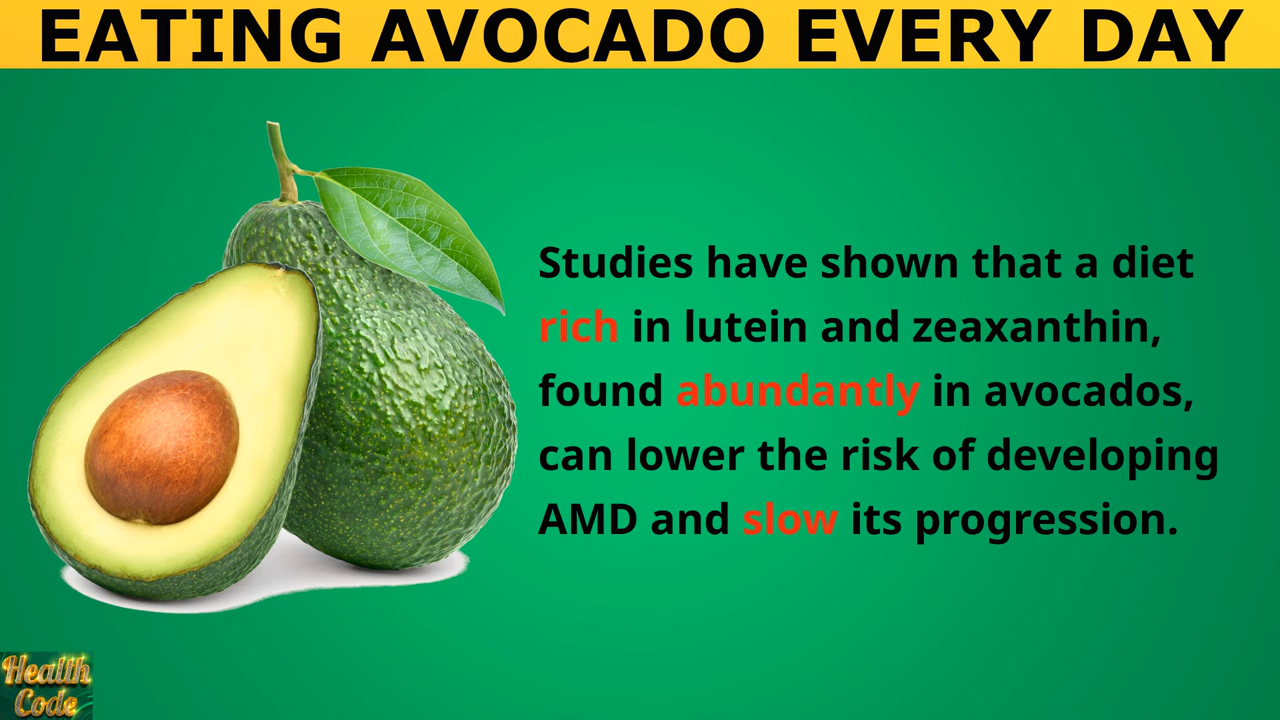 EATING AVOCADO EVERY DAY
Studies have shown that a diet
rich in lutein and zeaxanthin,
found abundantly in avocados,
can lower the risk of developing
AMD and slow its progression.
Health
Code